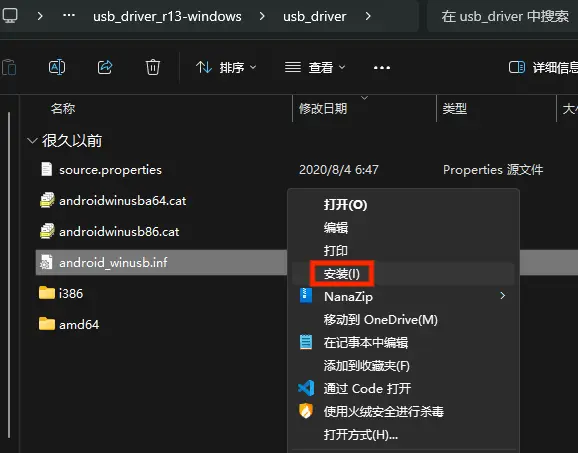 … usb_driver_r13-windows > usb_driver >
在 usb_driver 中搜索
排序 查看 … 详细信息
名称 修改日期 类型 大小
很久以前
source.properties 2020/8/4 6:47 Properties 源文件
androidwinusba64.cat
androidwinusb86.cat
android_winusb.inf
i386
amd64
打开(O)
编辑
打印
安装(I)
NanaZip
移动到 OneDrive(M)
在记事本中编辑
添加到收藏夹(F)
通过 Code 打开
使用火绒安全进行杀毒
打开方式(H)...